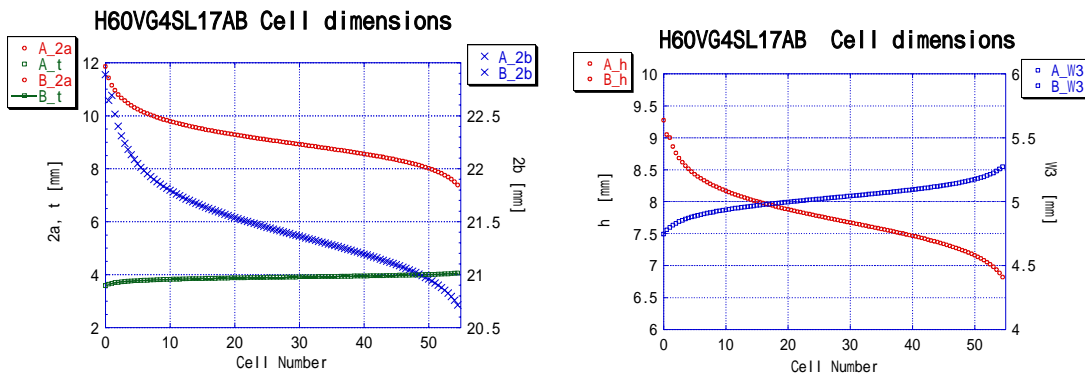 H60VG4SL17AB Cell dimensions
A_2a
A_t
B_2a
B_t
A_2b
B_2b
12
10
8
6
4
2
2a, t [mm]
22.5
22
21.5
21
20.5
2b [mm]
0 10 20 30 40 50
Cell Number
H60VG4SL17AB Cell dimensions
A_h
B_h
A_W3
B_W3
10
9.5
9
8.5
8
7.5
7
6.5
6
h [mm]
6
5.5
5
4.5
4
W3 [mm]
0 10 20 30 40 50
Cell Number